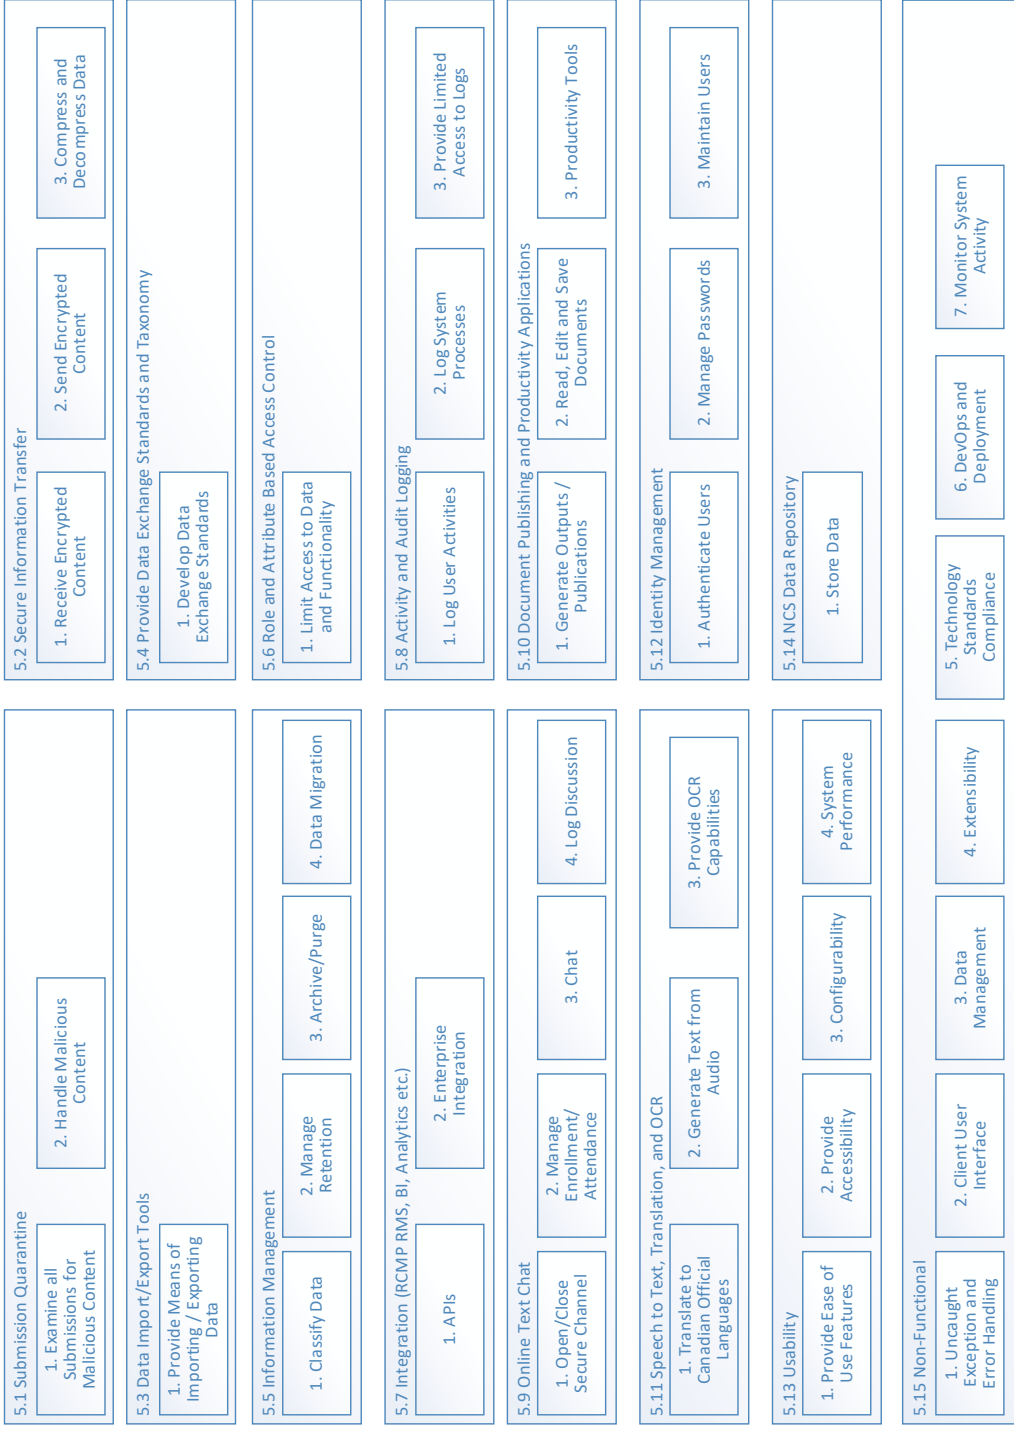 5.1 Submission Quarantine
1. Examine all
Submissions for
Malicious Content
2. Handle Malicious
Content
5.2 Secure Information Transfer
1. Receive Encrypted
Content
2. Send Encrypted
Content
3. Compress and
Decompress Data
5.3 Data Import/Export Tools
1. Provide Means of
Importing / Exporting
Data
5.4 Provide Data Exchange Standards and Taxonomy
1. Develop Data
Exchange Standards
5.5 Information Management
1. Classify Data
2. Manage
Retention
3. Archive/Purge
4. Data Migration
5.6 Role and Attribute Based Access Control
1. Limit Access to Data
and Functionality
5.7 Integration (RCMP RMS, BI, Analytics etc.)
1. APIs
2. Enterprise
Integration
5.8 Activity and Audit Logging
1. Log User Activities
2. Log System
Processes
3. Provide Limited
Access to Logs
5.9 Online Text Chat
1. Open/Close
Secure Channel
2. Manage
Enrollment/
Attendance
3. Chat
4. Log Discussion
5.10 Document Publishing and Productivity Applications
1. Generate Outputs /
Publications
2. Read, Edit and Save
Documents
3. Productivity Tools
5.11 Speech to Text, Translation, and OCR
1. Translate to
Canadian Official
Languages
2. Generate Text from
Audio
3. Provide OCR
Capabilities
5.12 Identity Management
1. Authenticate Users
2. Manage Passwords
3. Maintain Users
5.13 Usability
1. Provide Ease of
Use Features
2. Provide
Accessibility
3. Configurability
4. System
Performance
5.14 NCS Data Repository
1. Store Data
5.15 Non-Functional
1. Uncaught
Exception and
Error Handling
2. Client User
Interface
3. Data
Management
4. Extensibility
5. Technology
Standards
Compliance
6. DevOps and
Deployment
7. Monitor System
Activity